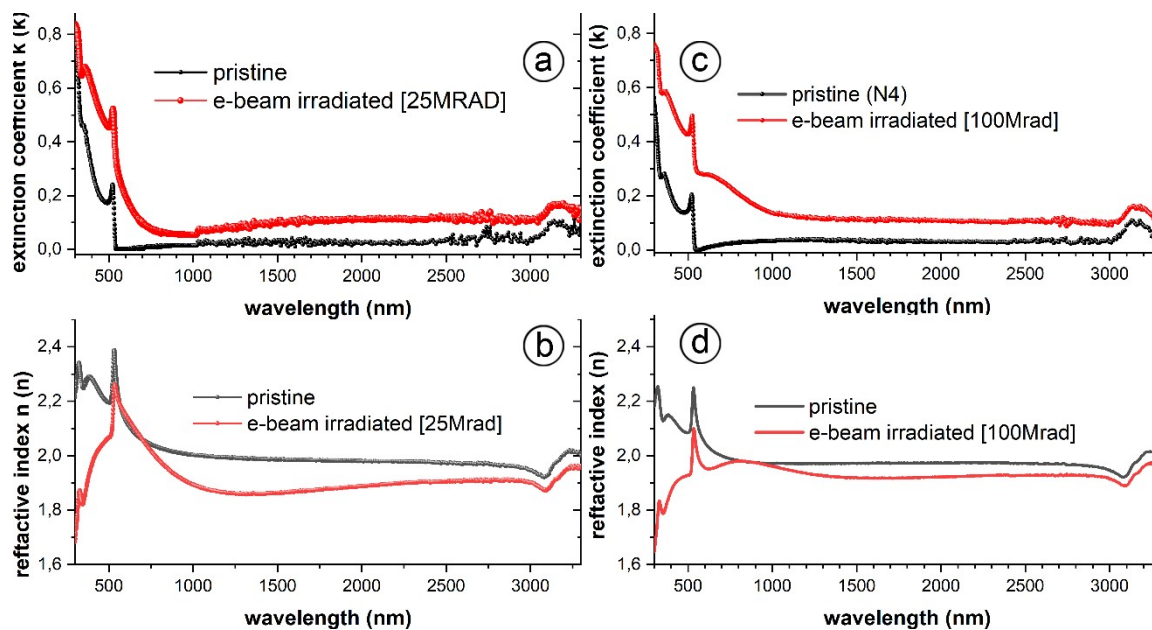 extinction coefficient κ (k)
0,8
0,6
0,4
0,2
0,0
a
pristine
e-beam irradiated [25MRAD]
500 1000 1500 2000 2500 3000
wavelength (nm)
extinction coefficient (k)
0,8
0,6
0,4
0,2
0,0
c
pristine (N4)
e-beam irradiated [100Mrad]
500 1000 1500 2000 2500 3000
wavelength (nm)
reftactive index n (n)
2,4
2,2
2,0
1,8
1,6
b
pristine
e-beam irradiated [25Mrad]
500 1000 1500 2000 2500 3000
wavelength (nm)
reftactive index (n)
2,4
2,2
2,0
1,8
1,6
d
pristine
e-beam irradiated [100Mrad]
500 1000 1500 2000 2500 3000
wavelength (nm)